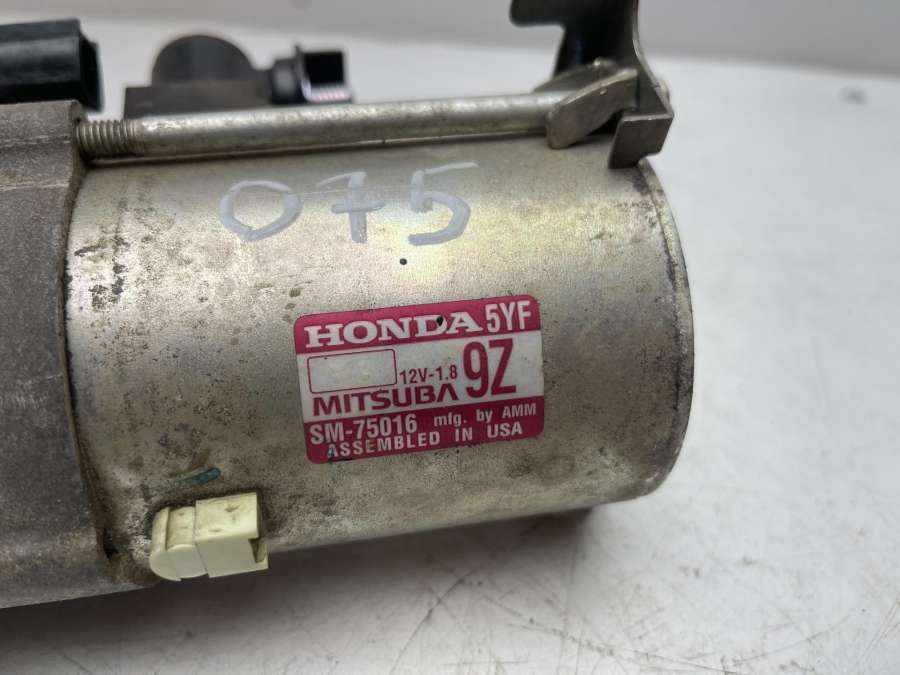 075
HONDA 5YF
12V-1.8 9Z
MITSUBA
SM-75016 mfg. by AMM
ASSEMBLED IN USA